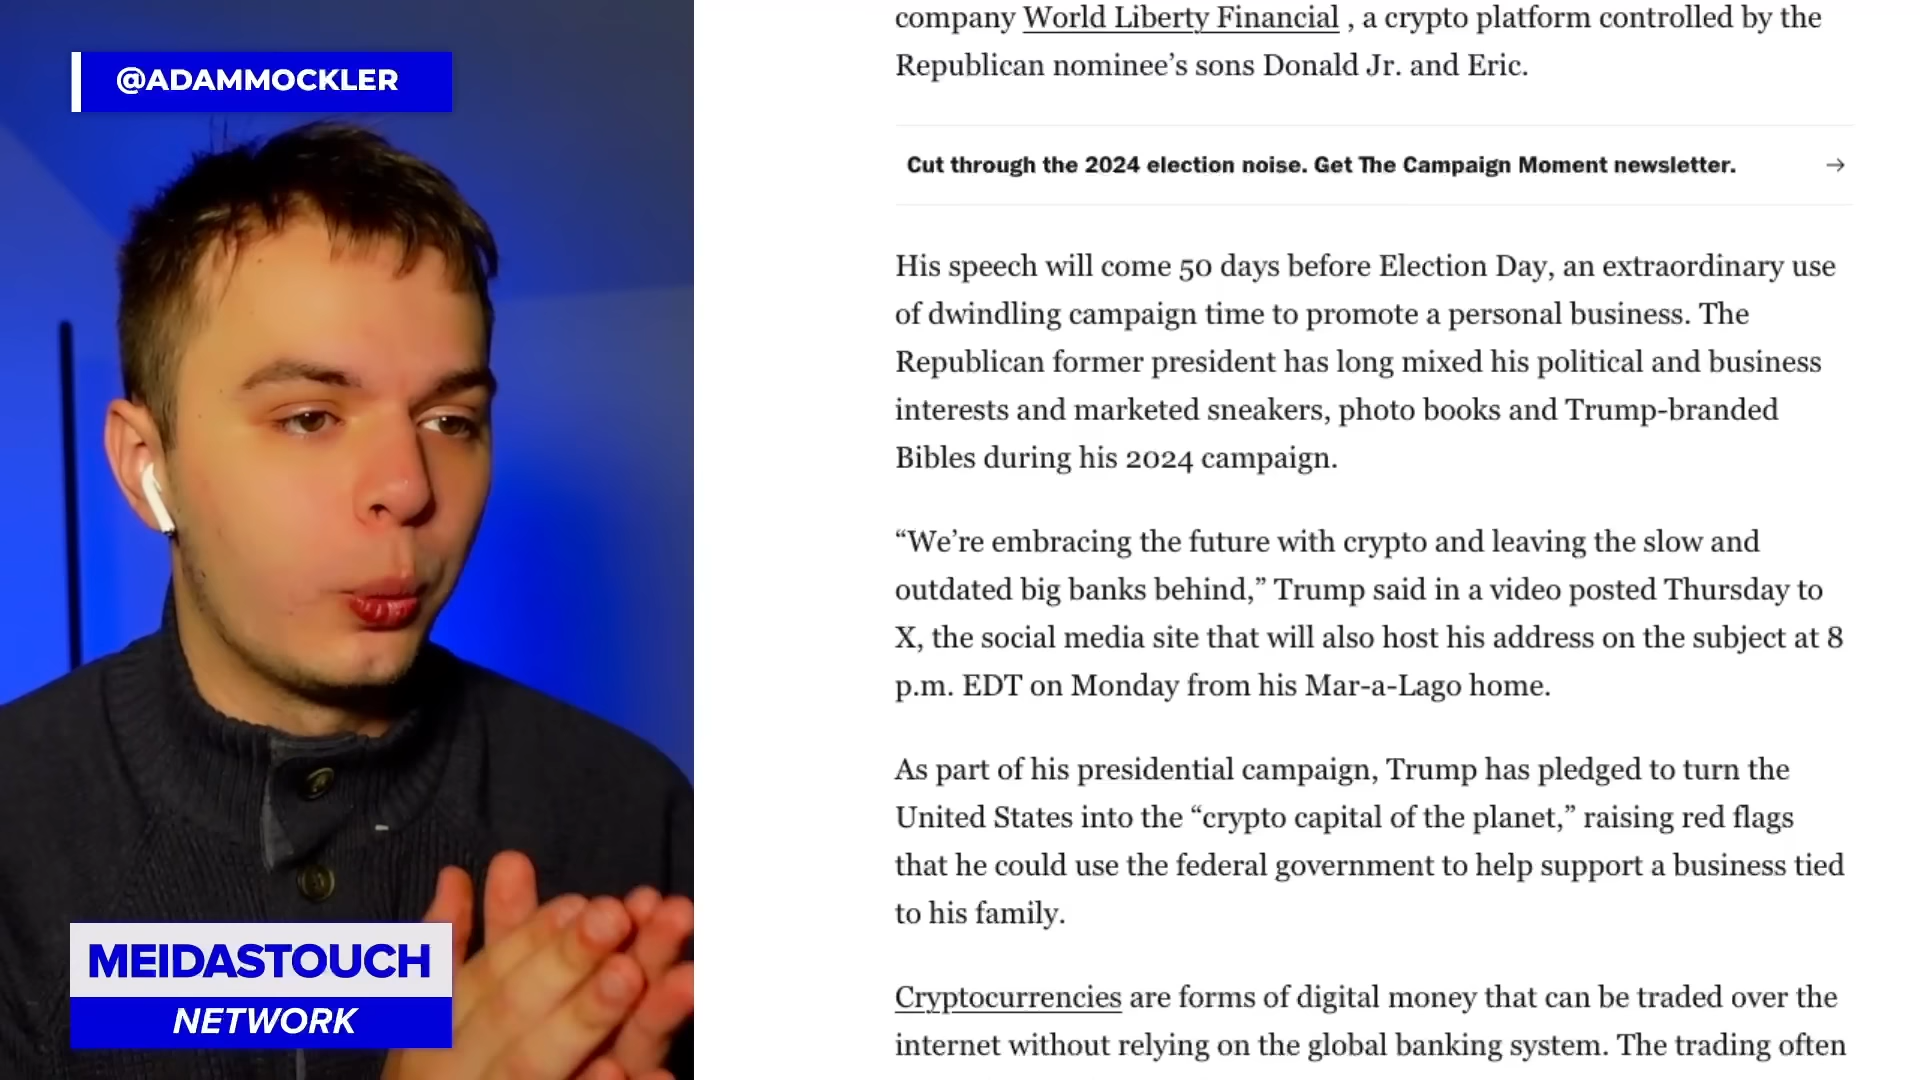 @ADAMMOCKLER
MEIDASTOUCH
NETWORK
company World Liberty Financial , a crypto platform controlled by the
Republican nominee’s sons Donald Jr. and Eric.
Cut through the 2024 election noise. Get The Campaign Moment newsletter. →
His speech will come 50 days before Election Day, an extraordinary use
of dwindling campaign time to promote a personal business. The
Republican former president has long mixed his political and business
interests and marketed sneakers, photo books and Trump-branded
Bibles during his 2024 campaign.
“We’re embracing the future with crypto and leaving the slow and
outdated big banks behind,” Trump said in a video posted Thursday to
X, the social media site that will also host his address on the subject at 8
p.m. EDT on Monday from his Mar-a-Lago home.
As part of his presidential campaign, Trump has pledged to turn the
United States into the “crypto capital of the planet,” raising red flags
that he could use the federal government to help support a business tied
to his family.
Cryptocurrencies are forms of digital money that can be traded over the
internet without relying on the global banking system. The trading often